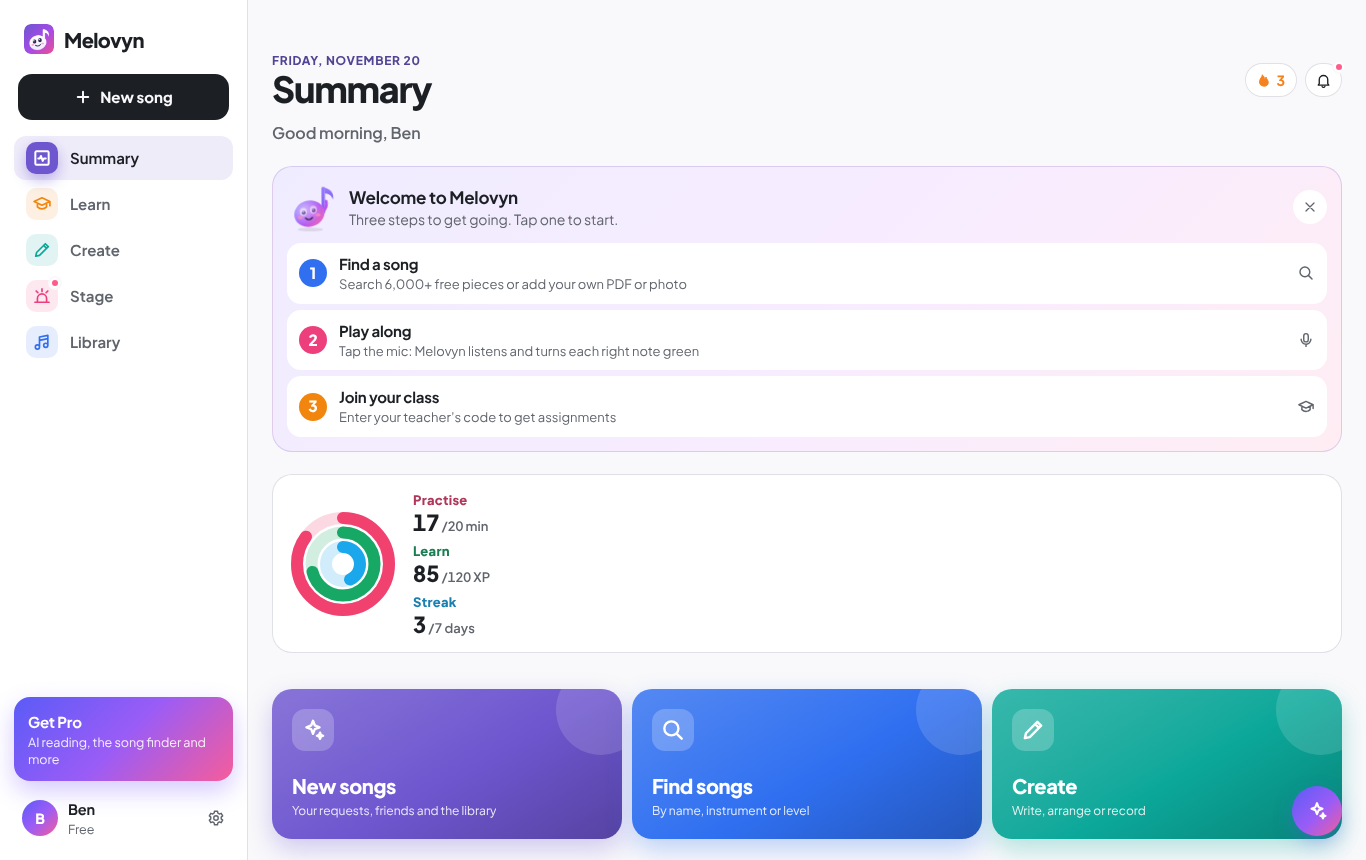 Melovyn
New song
Summary
Learn
Create
Stage
Library
Get Pro
AI reading, the song finder and
more
B
Ben
Free
FRIDAY, NOVEMBER 20
Summary
Good morning, Ben
3
Welcome to Melovyn
Three steps to get going. Tap one to start.
1
Find a song
Search 6,000+ free pieces or add your own PDF or photo
2
Play along
Tap the mic: Melovyn listens and turns each right note green
3
Join your class
Enter your teacher's code to get assignments
Practise
17 /20 min
Learn
85 /120 XP
Streak
3 /7 days
New songs
Your requests, friends and the library
Find songs
By name, instrument or level
Create
Write, arrange or record